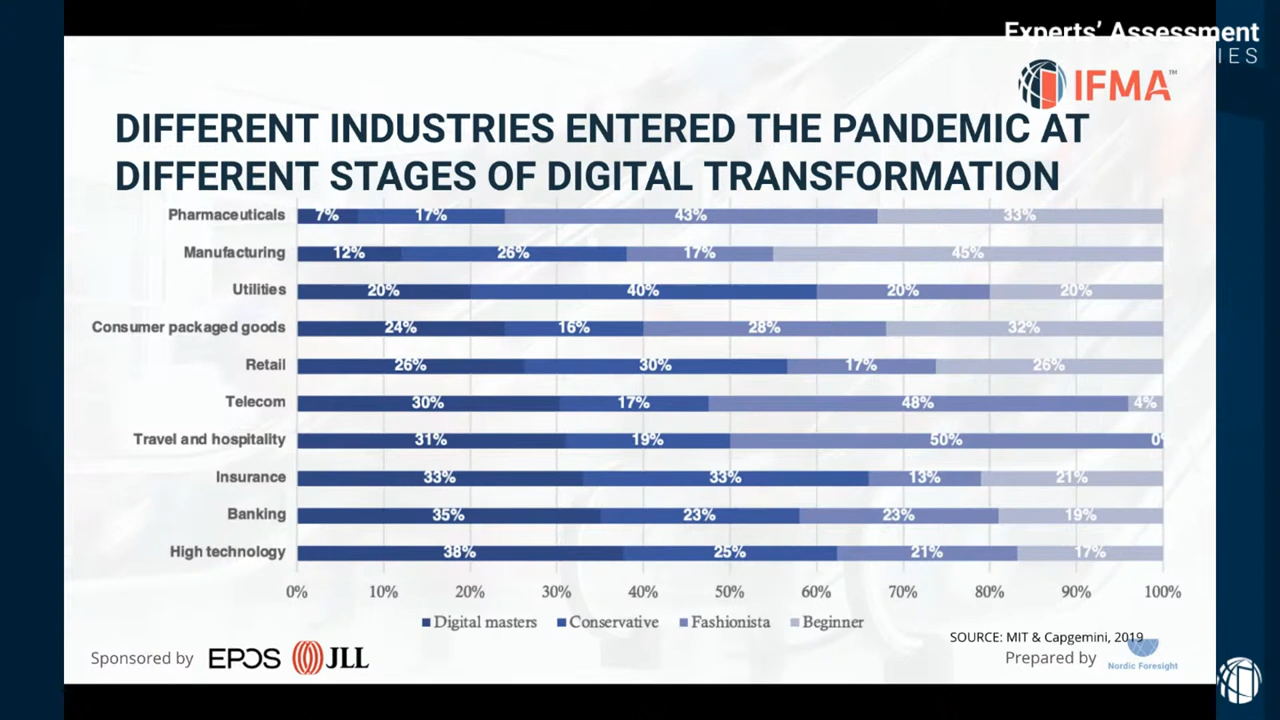 Experts' Assessment
IES
IFMA™
DIFFERENT INDUSTRIES ENTERED THE PANDEMIC AT
DIFFERENT STAGES OF DIGITAL TRANSFORMATION
Pharmaceuticals 7% 17% 43% 33%
Manufacturing 12% 26% 17% 45%
Utilities 20% 40% 20% 20%
Consumer packaged goods 24% 16% 28% 32%
Retail 26% 30% 17% 26%
Telecom 30% 17% 48% 4%
Travel and hospitality 31% 19% 50% 0%
Insurance 33% 33% 13% 21%
Banking 35% 23% 23% 19%
High technology 38% 25% 21% 17%
0% 10% 20% 30% 40% 50% 60% 70% 80% 90% 100%
Digital masters Conservative Fashionista Beginner
SOURCE: MIT & Capgemini, 2019
Sponsored by EPOS JLL Prepared by
Nordic Foresight